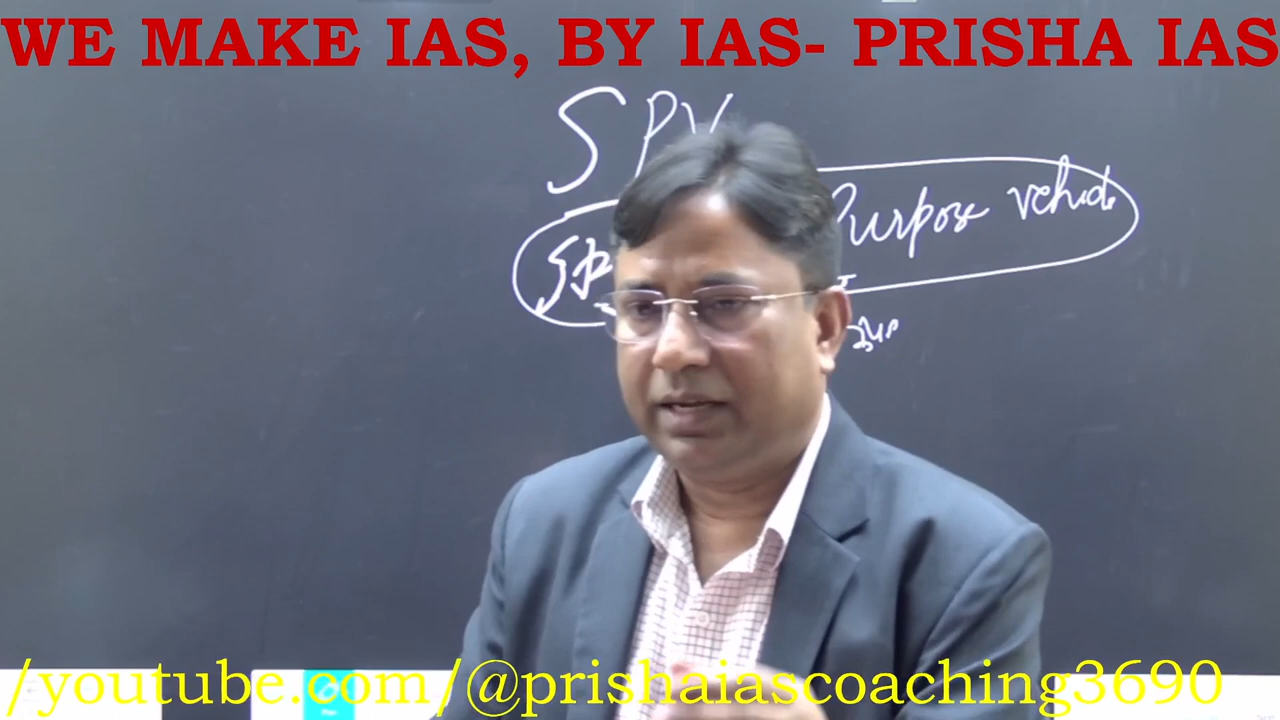 WE MAKE IAS, BY IAS- PRISHA IAS
SPV
Purpose vehicle
/youtube.com/@prishaiascoaching3690